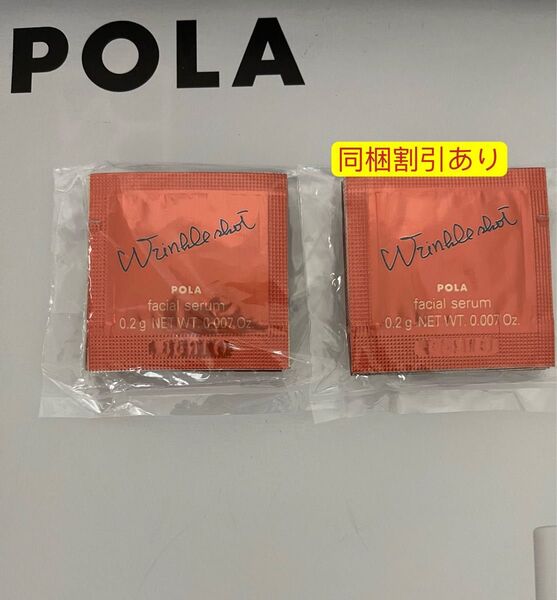 POLA
同梱割引あり
Wrinkle shot
POLA
facial serum
0.2 g NET WT. 0.007 Oz.
Wrinkle shot
POLA
facial serum
0.2 g NET WT. 0.007 Oz.